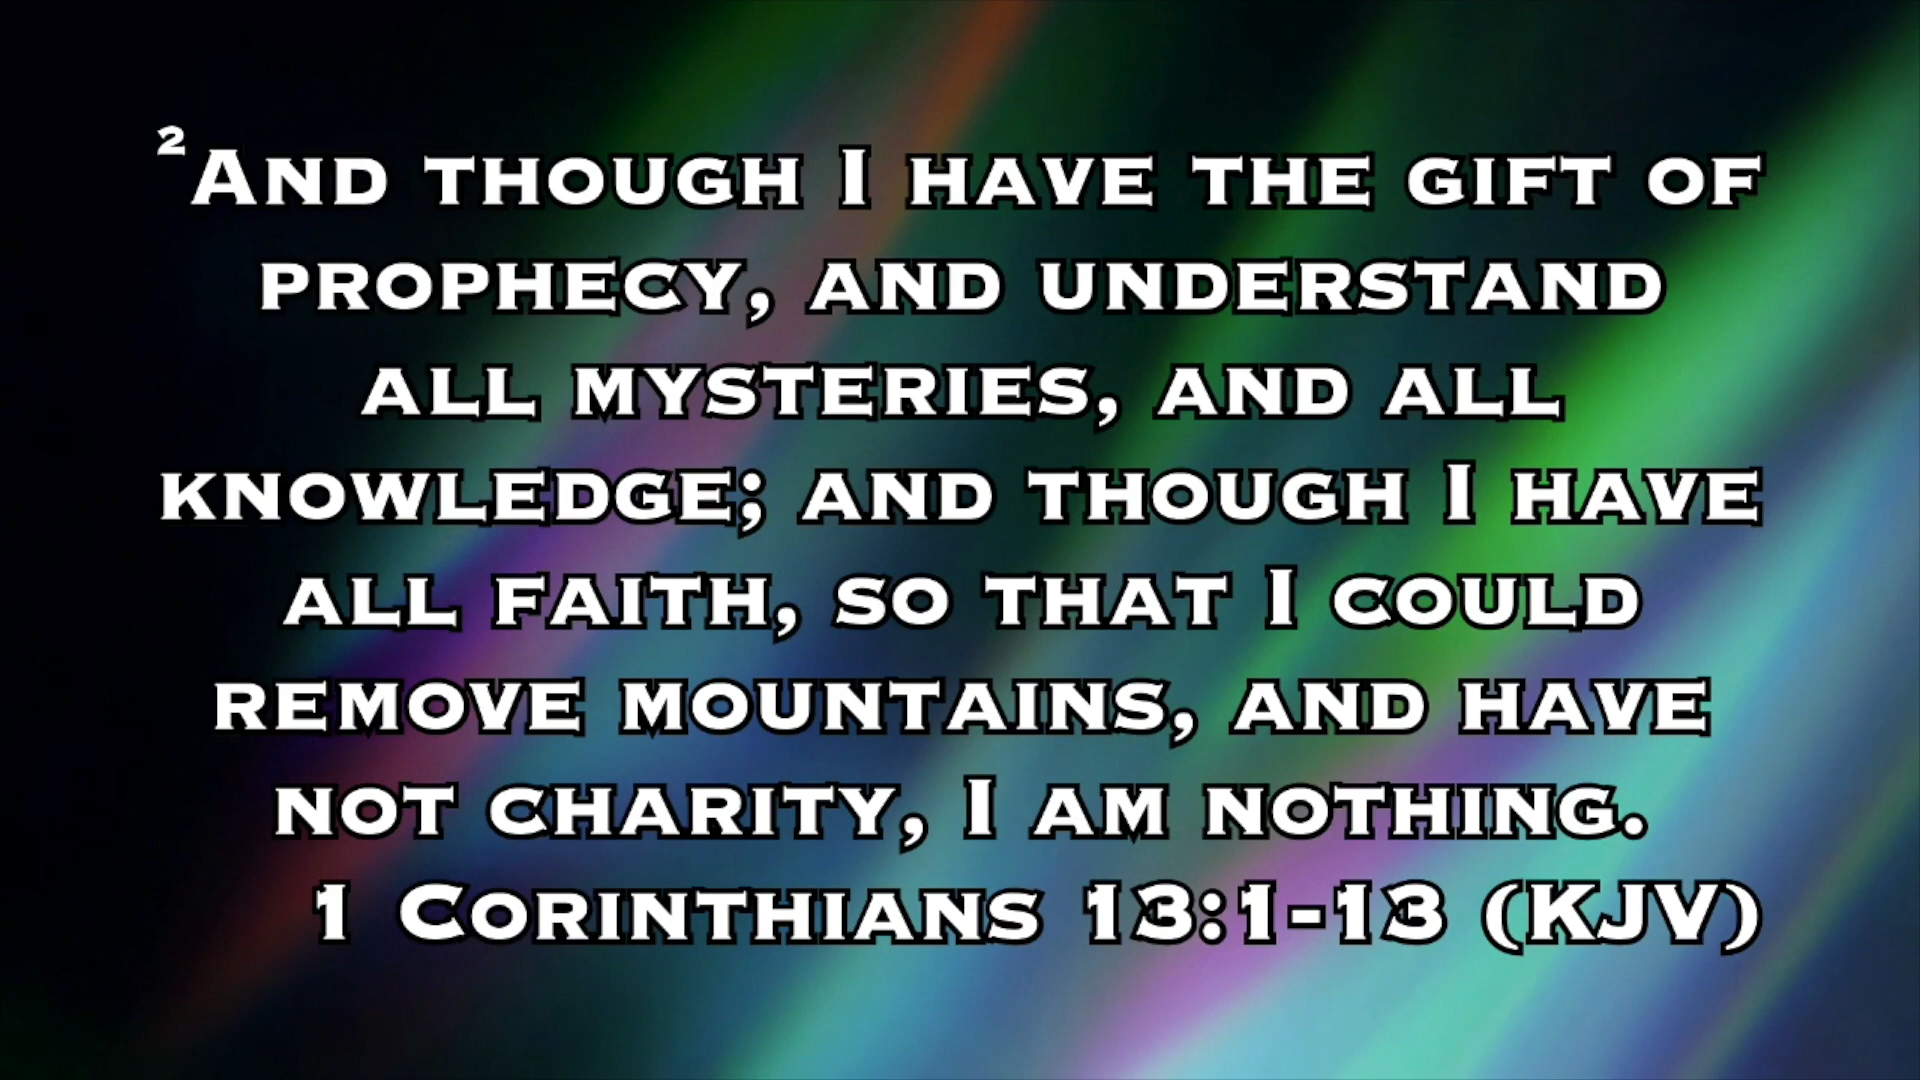 ²And though I have the gift of
prophecy, and understand
all mysteries, and all
knowledge; and though I have
all faith, so that I could
remove mountains, and have
not charity, I am nothing.
1 Corinthians 13:1-13 (KJV)